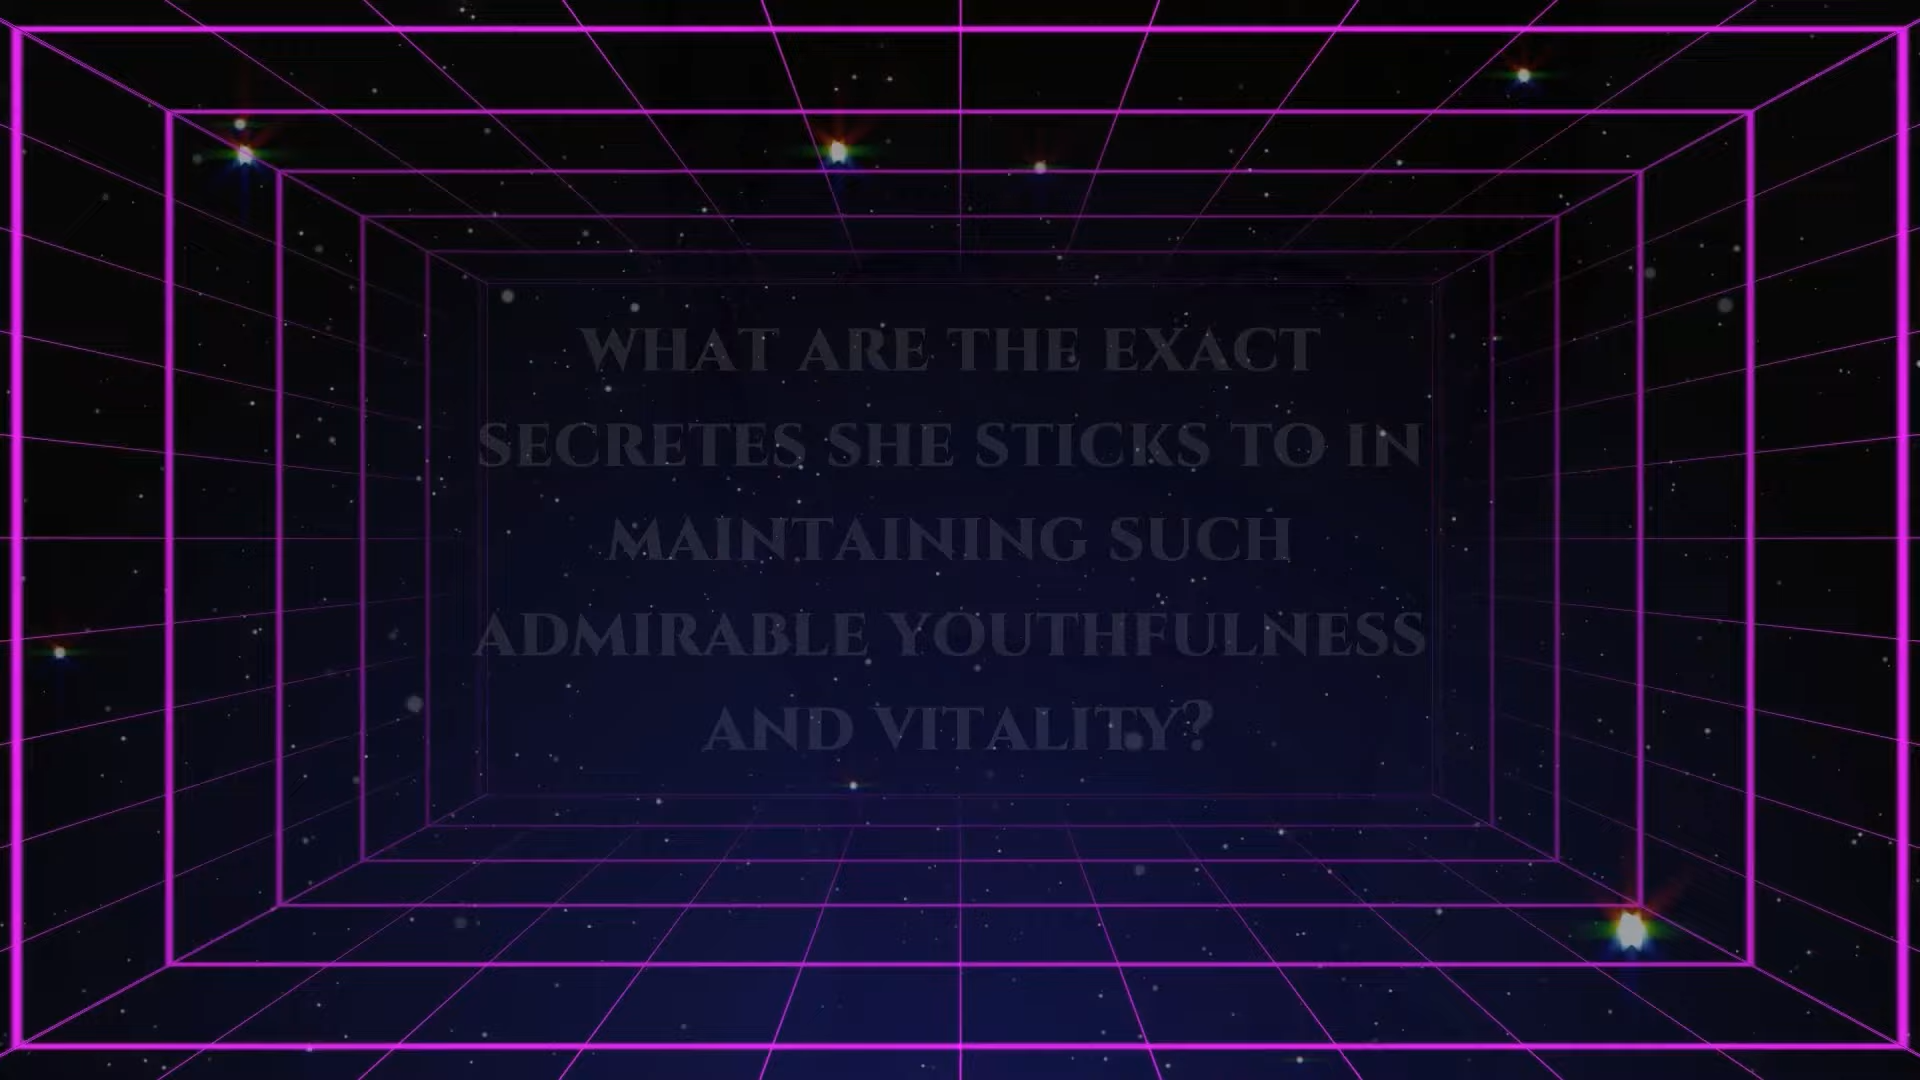 WHAT ARE THE EXACT
SECRETES SHE STICKS TO IN
MAINTAINING SUCH
ADMIRABLE YOUTHFULNESS
AND VITALITY?